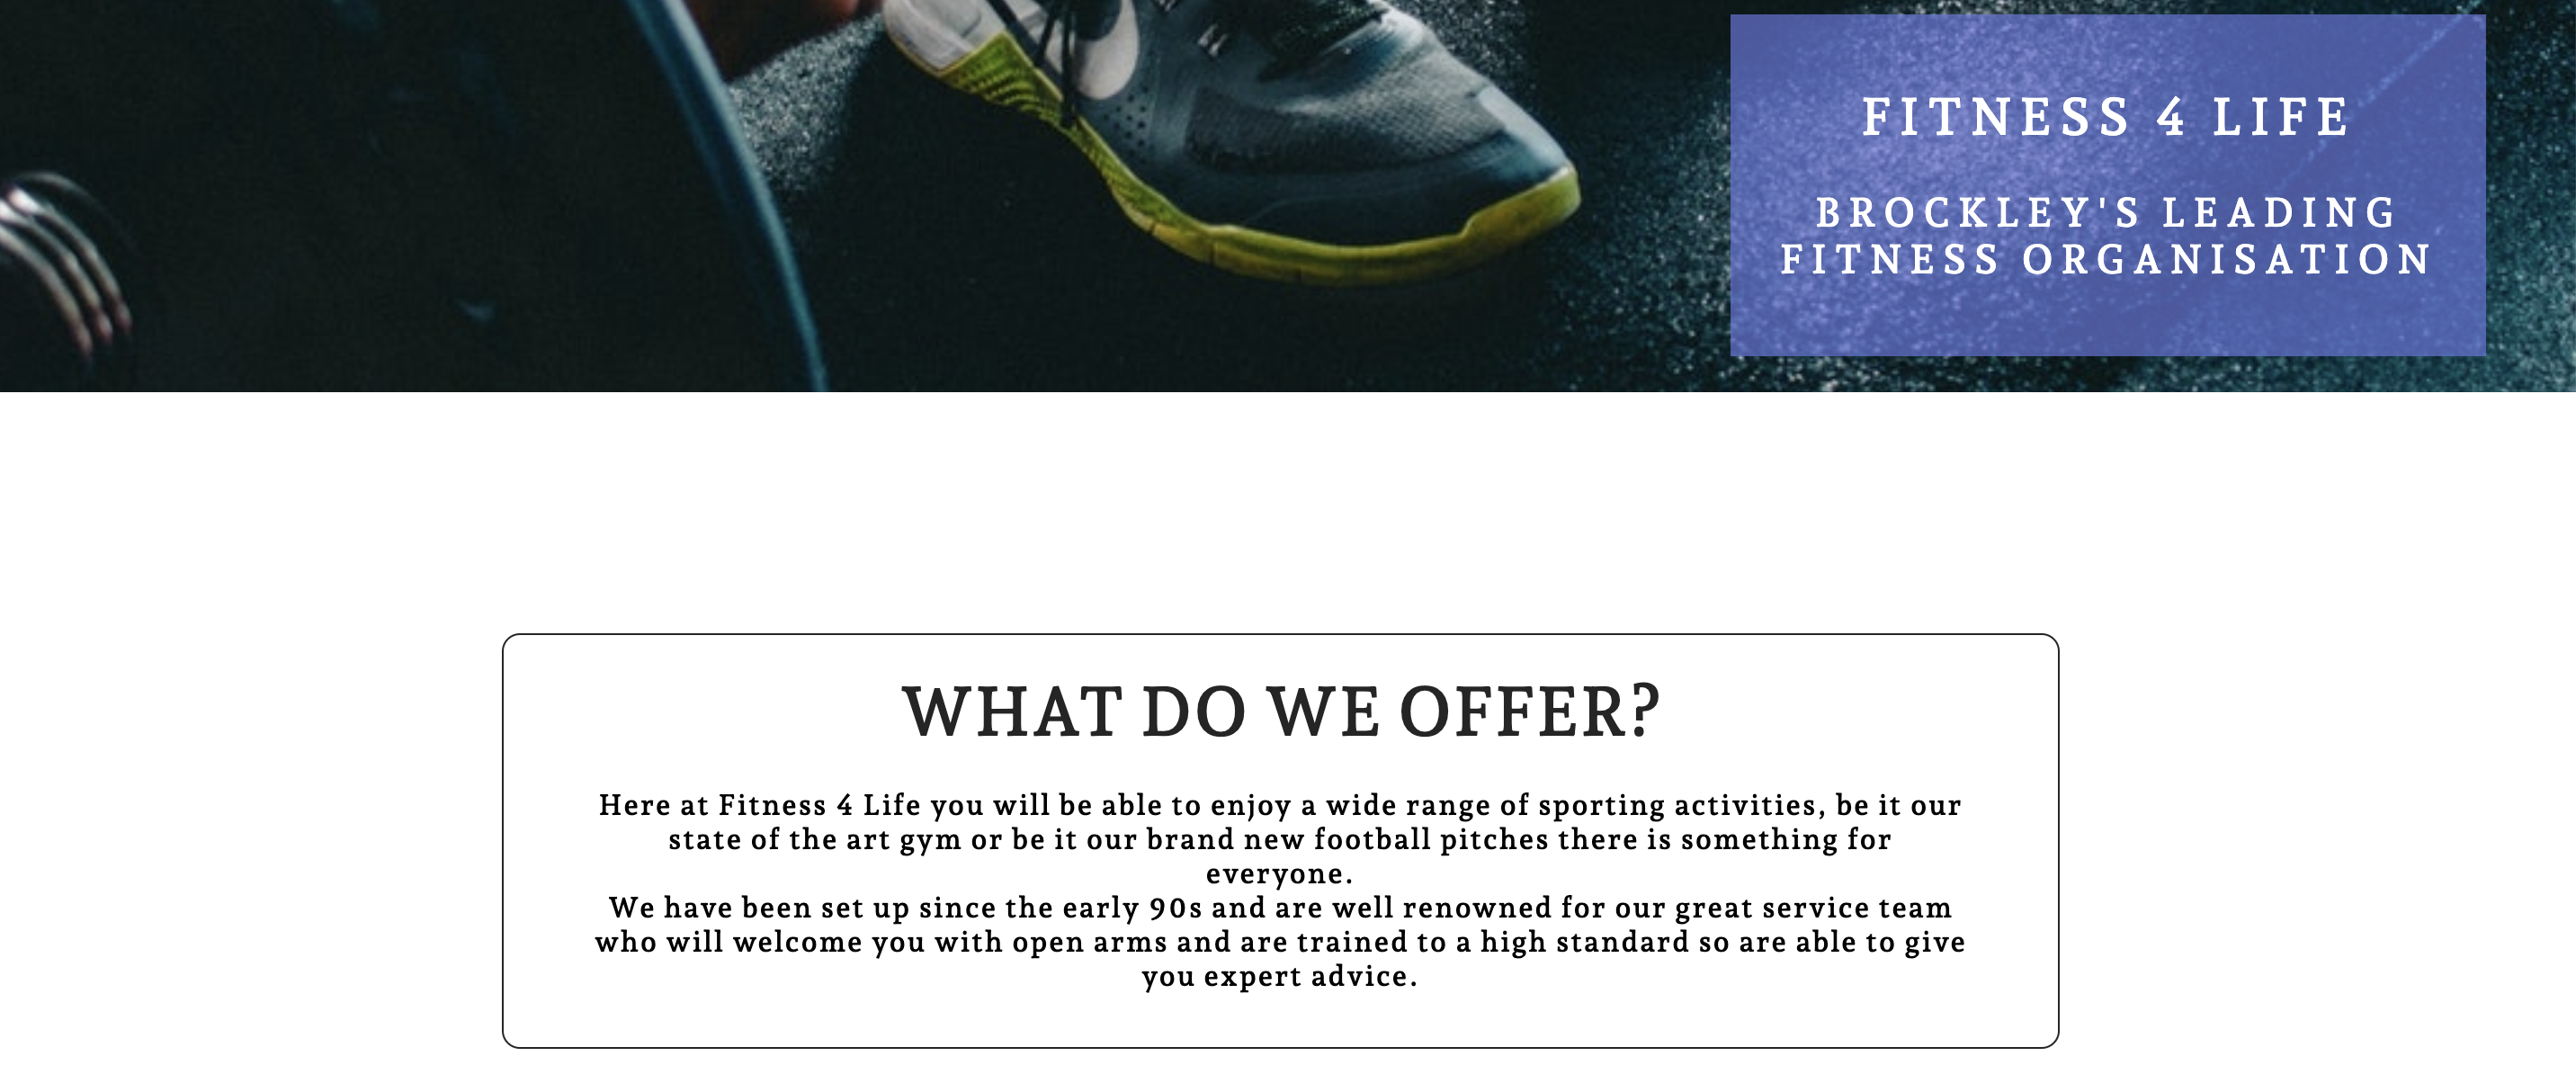 FITNESS 4 LIFE
BROCKLEY'S LEADING
FITNESS ORGANISATION
WHAT DO WE OFFER?
Here at Fitness 4 Life you will be able to enjoy a wide range of sporting activities, be it our
state of the art gym or be it our brand new football pitches there is something for
everyone.
We have been set up since the early 90s and are well renowned for our great service team
who will welcome you with open arms and are trained to a high standard so are able to give
you expert advice.